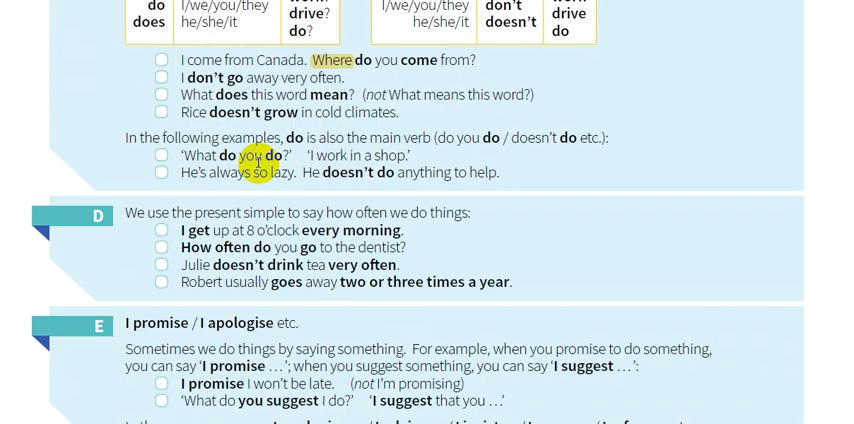 do I/we/you/they
does he/she/it
drive?
do?
I/we/you/they don't
he/she/it doesn't
drive
do
I come from Canada. Where do you come from?
I don't go away very often.
What does this word mean? (not What means this word?)
Rice doesn't grow in cold climates.
In the following examples, do is also the main verb (do you do / doesn't do etc.):
'What do you do?' 'I work in a shop.'
He's always so lazy. He doesn't do anything to help.
D We use the present simple to say how often we do things:
I get up at 8 o'clock every morning.
How often do you go to the dentist?
Julie doesn't drink tea very often.
Robert usually goes away two or three times a year.
E I promise / I apologise etc.
Sometimes we do things by saying something. For example, when you promise to do something,
you can say 'I promise ...'; when you suggest something, you can say 'I suggest ...':
I promise I won't be late. (not I'm promising)
'What do you suggest I do?' 'I suggest that you ...'